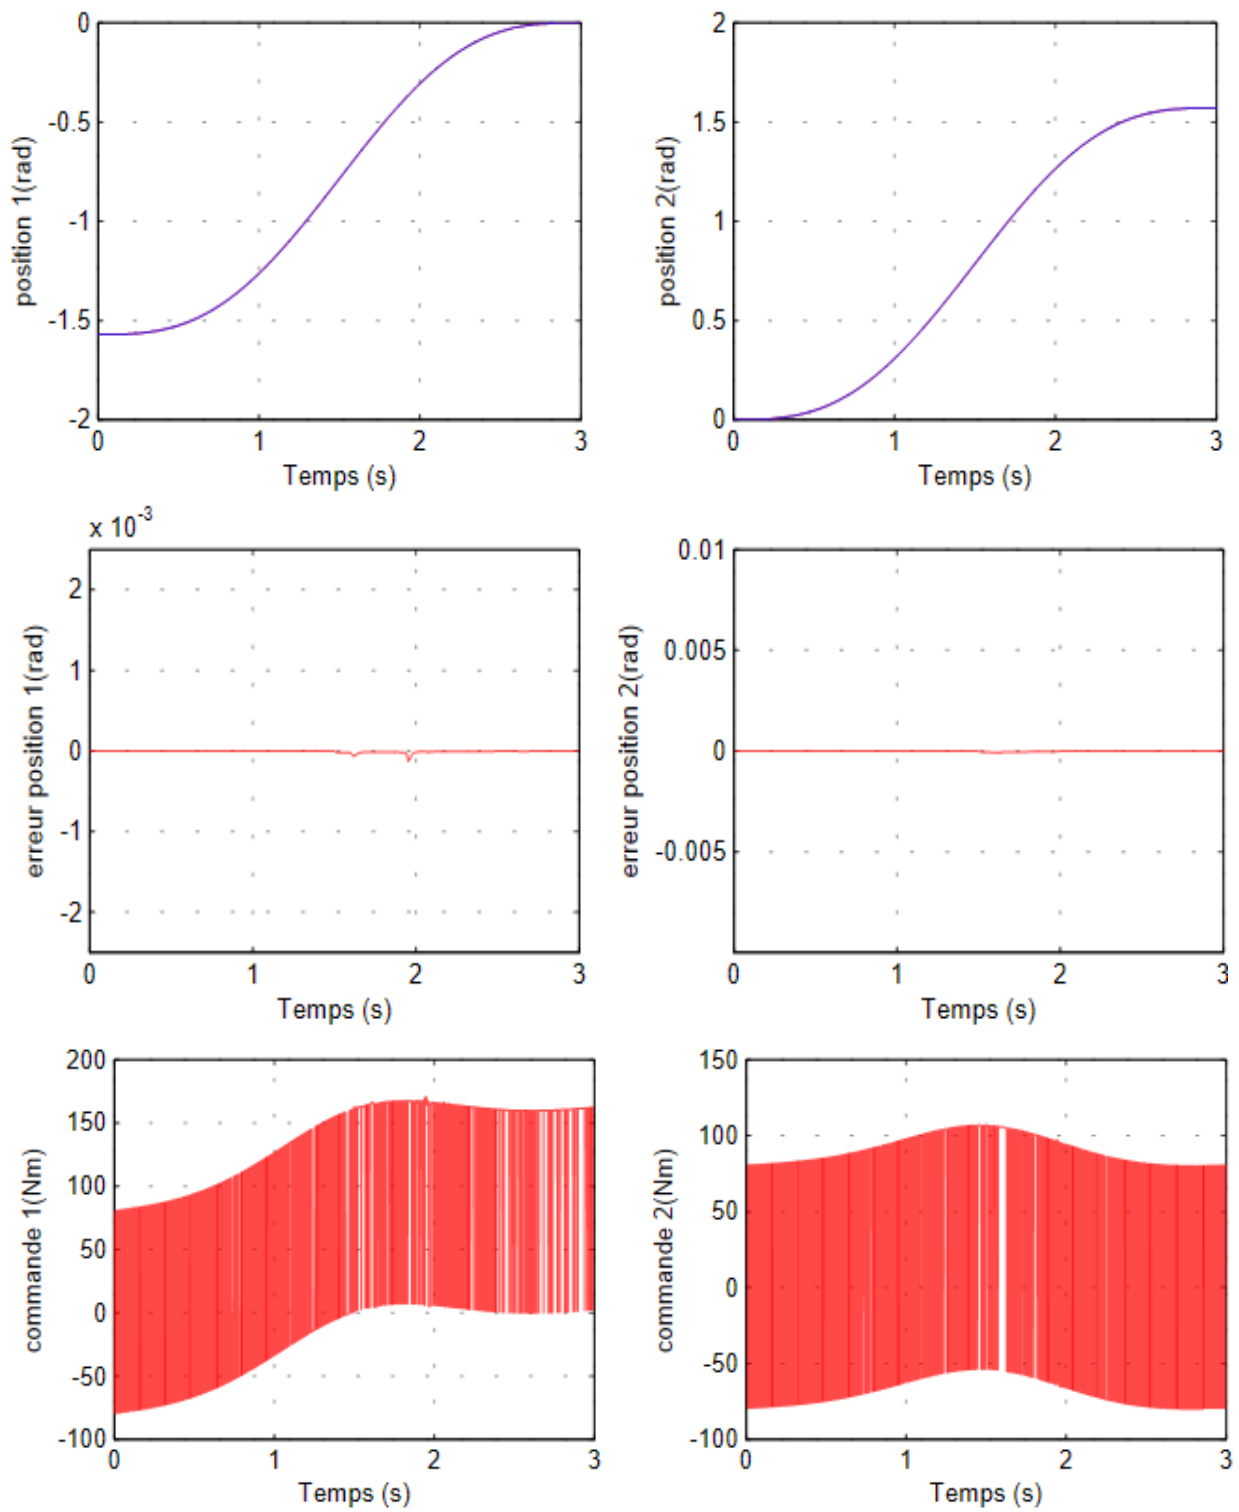 0
-0.5
-1
-1.5
-2
position 1(rad)
0 1 2 3
Temps (s)
2
1.5
1
0.5
0
position 2(rad)
0 1 2 3
Temps (s)
x 10^-3
2
1
0
-1
-2
erreur position 1(rad)
0 1 2 3
Temps (s)
0.01
0.005
0
-0.005
erreur position 2(rad)
0 1 2 3
Temps (s)
200
150
100
50
0
-50
-100
commande 1(Nm)
0 1 2 3
Temps (s)
150
100
50
0
-50
-100
commande 2(Nm)
0 1 2 3
Temps (s)